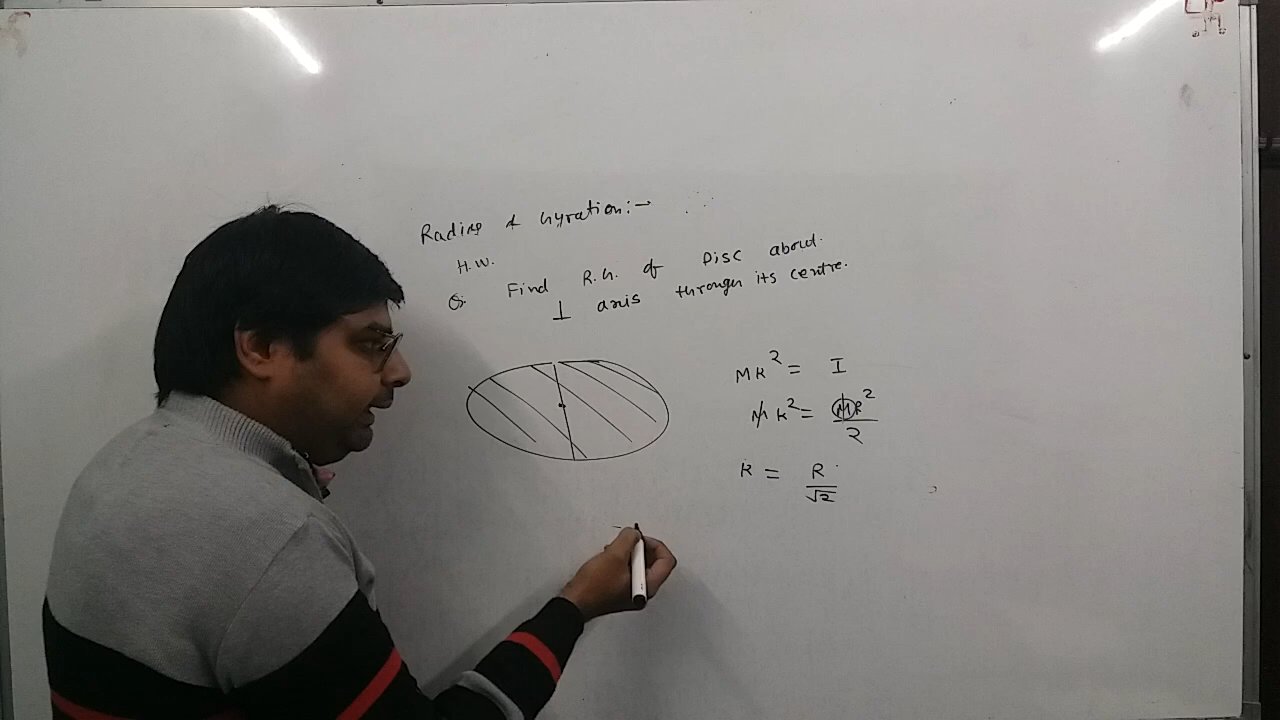 Radius of Gyration:→
H.W.
Q. Find R.G. of Disc about
⊥ axis through its centre.
MK² = I
MK² = MR²/2
K = R/√2